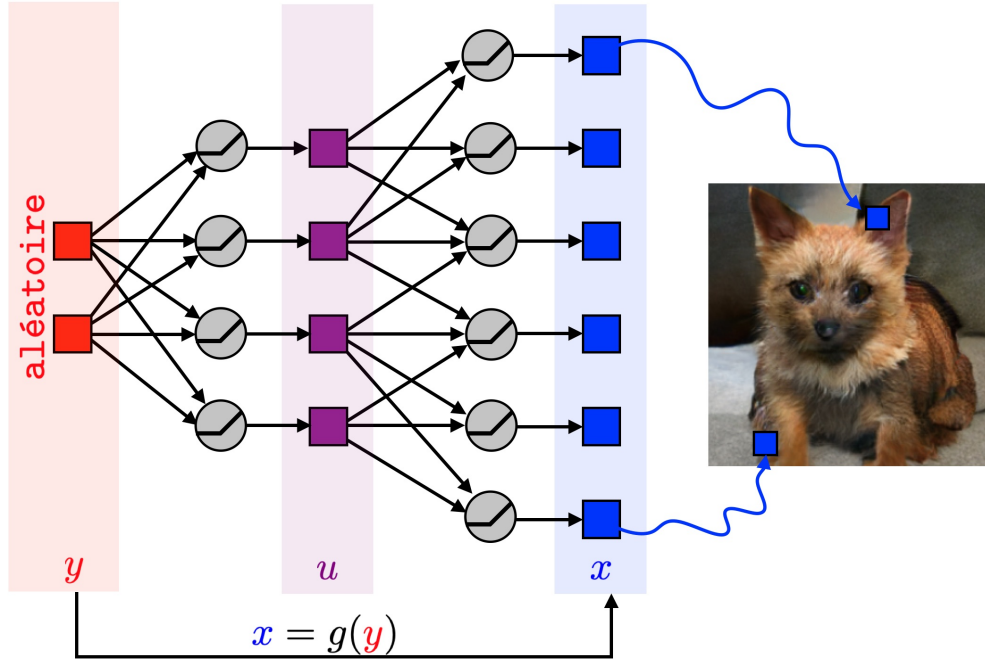 aléatoire
y
u
x
x = g(y)